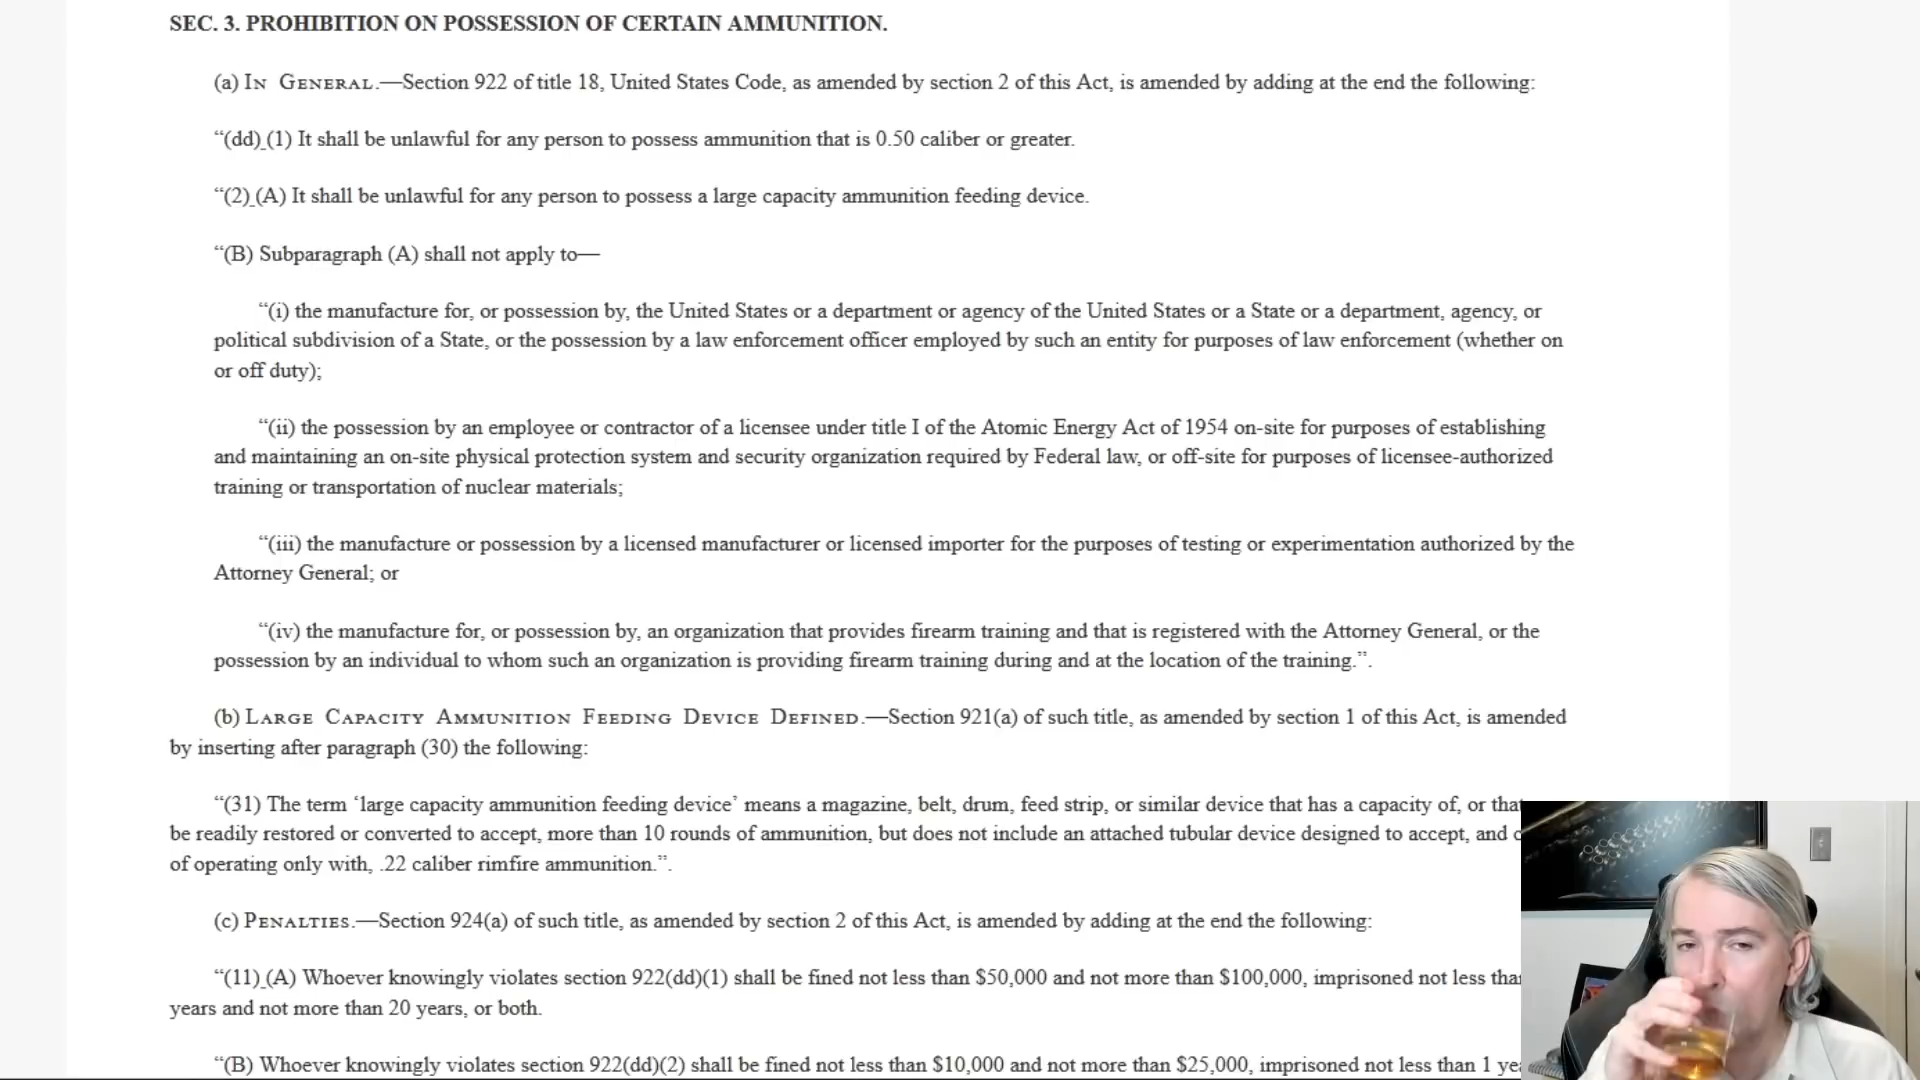 SEC. 3. PROHIBITION ON POSSESSION OF CERTAIN AMMUNITION.
(a) IN GENERAL.—Section 922 of title 18, United States Code, as amended by section 2 of this Act, is amended by adding at the end the following:
“(dd) (1) It shall be unlawful for any person to possess ammunition that is 0.50 caliber or greater.
“(2) (A) It shall be unlawful for any person to possess a large capacity ammunition feeding device.
“(B) Subparagraph (A) shall not apply to—
“(i) the manufacture for, or possession by, the United States or a department or agency of the United States or a State or a department, agency, or
political subdivision of a State, or the possession by a law enforcement officer employed by such an entity for purposes of law enforcement (whether on
or off duty);
“(ii) the possession by an employee or contractor of a licensee under title I of the Atomic Energy Act of 1954 on-site for purposes of establishing
and maintaining an on-site physical protection system and security organization required by Federal law, or off-site for purposes of licensee-authorized
training or transportation of nuclear materials;
“(iii) the manufacture or possession by a licensed manufacturer or licensed importer for the purposes of testing or experimentation authorized by the
Attorney General; or
“(iv) the manufacture for, or possession by, an organization that provides firearm training and that is registered with the Attorney General, or the
possession by an individual to whom such an organization is providing firearm training during and at the location of the training.”.
(b) LARGE CAPACITY AMMUNITION FEEDING DEVICE DEFINED.—Section 921(a) of such title, as amended by section 1 of this Act, is amended
by inserting after paragraph (30) the following:
“(31) The term ‘large capacity ammunition feeding device’ means a magazine, belt, drum, feed strip, or similar device that has a capacity of, or that
be readily restored or converted to accept, more than 10 rounds of ammunition, but does not include an attached tubular device designed to accept, and
of operating only with, .22 caliber rimfire ammunition.”.
(c) PENALTIES.—Section 924(a) of such title, as amended by section 2 of this Act, is amended by adding at the end the following:
“(11) (A) Whoever knowingly violates section 922(dd)(1) shall be fined not less than $50,000 and not more than $100,000, imprisoned not less
years and not more than 20 years, or both.
“(B) Whoever knowingly violates section 922(dd)(2) shall be fined not less than $10,000 and not more than $25,000, imprisoned not less than 1